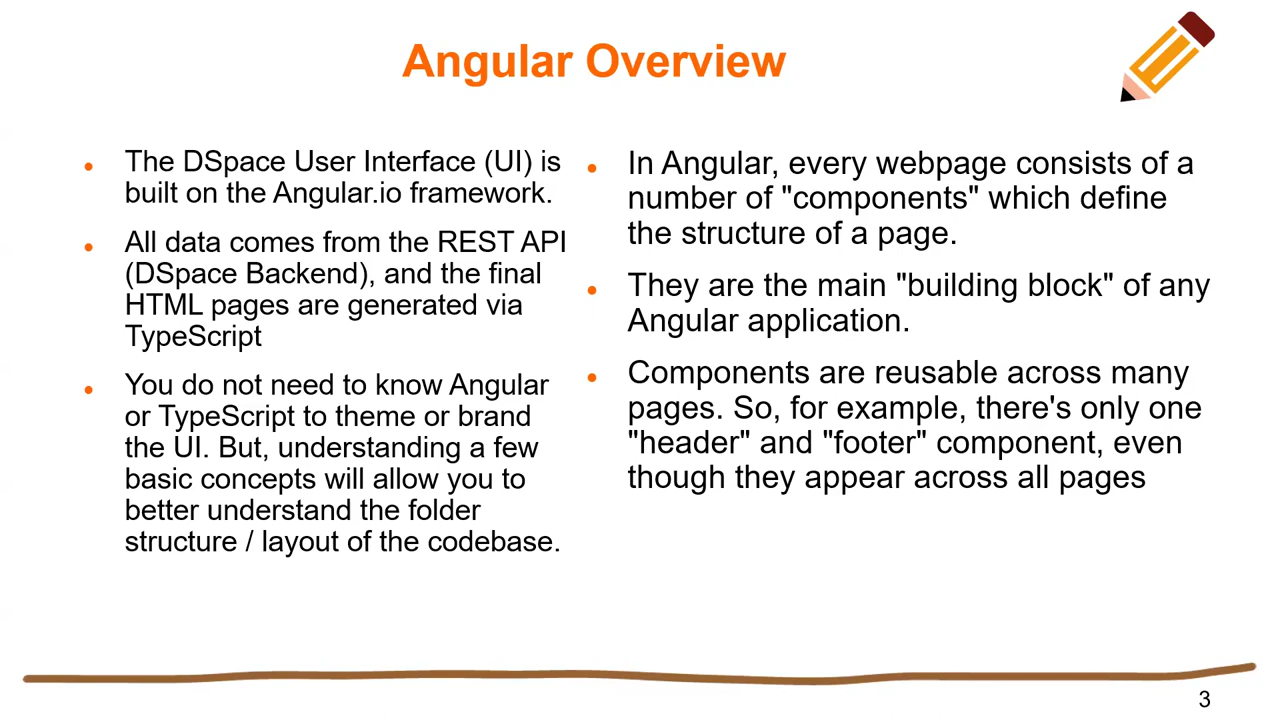 Angular Overview
The DSpace User Interface (UI) is
built on the Angular.io framework.
All data comes from the REST API
(DSpace Backend), and the final
HTML pages are generated via
TypeScript
You do not need to know Angular
or TypeScript to theme or brand
the UI. But, understanding a few
basic concepts will allow you to
better understand the folder
structure / layout of the codebase.
In Angular, every webpage consists of a
number of "components" which define
the structure of a page.
They are the main "building block" of any
Angular application.
Components are reusable across many
pages. So, for example, there's only one
"header" and "footer" component, even
though they appear across all pages
3